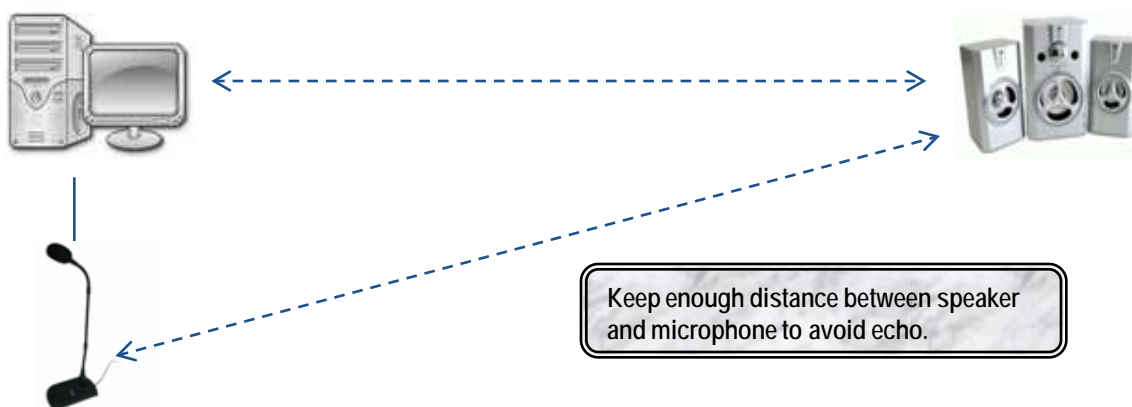 Keep enough distance between speaker
and microphone to avoid echo.